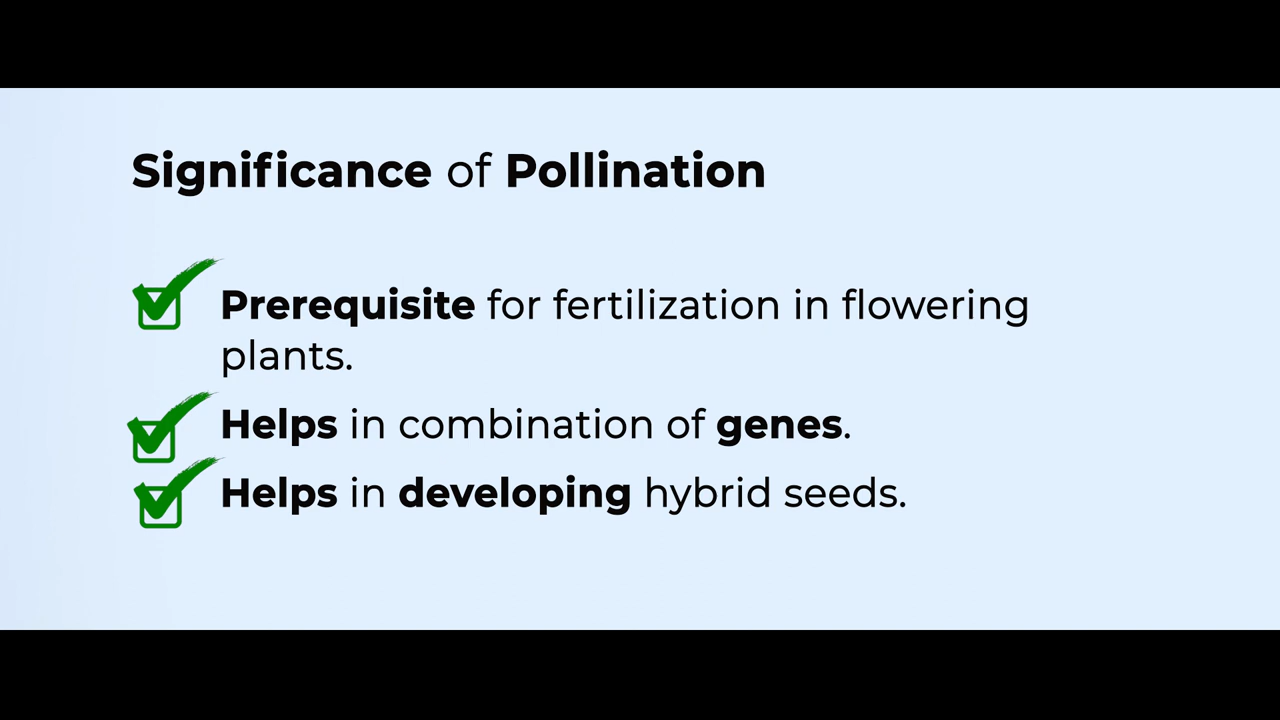 Significance of Pollination
Prerequisite for fertilization in flowering
plants.
Helps in combination of genes.
Helps in developing hybrid seeds.